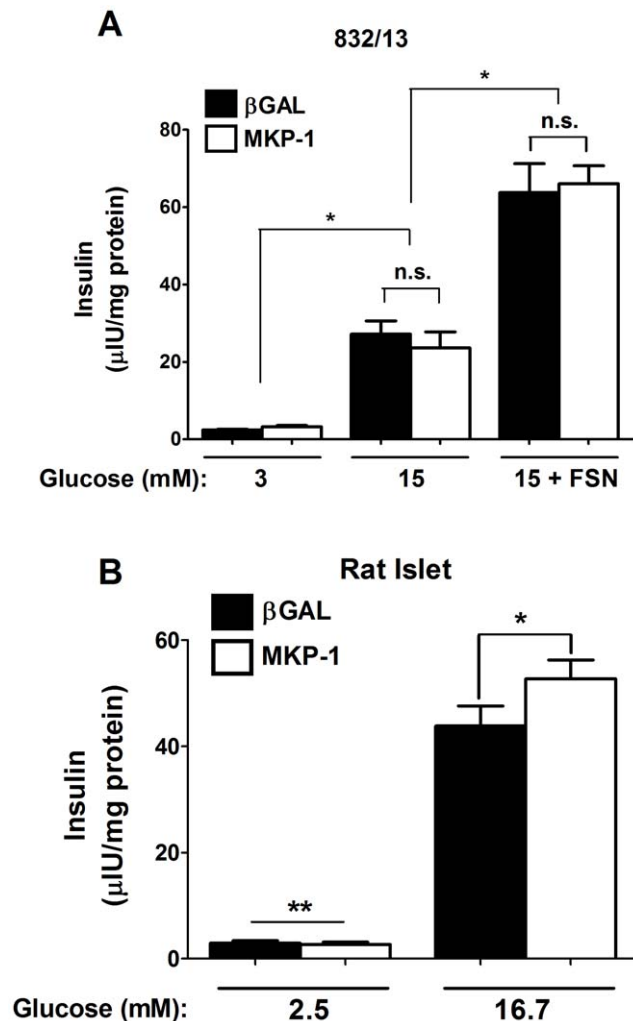 A
832/13
βGAL
MKP-1
*
*
n.s.
n.s.
80
60
40
20
0
Insulin
(μIU/mg protein)
Glucose (mM): 3 15 15 + FSN
B
Rat Islet
βGAL
MKP-1
*
**
60
40
20
0
Insulin
(μIU/mg protein)
Glucose (mM): 2.5 16.7